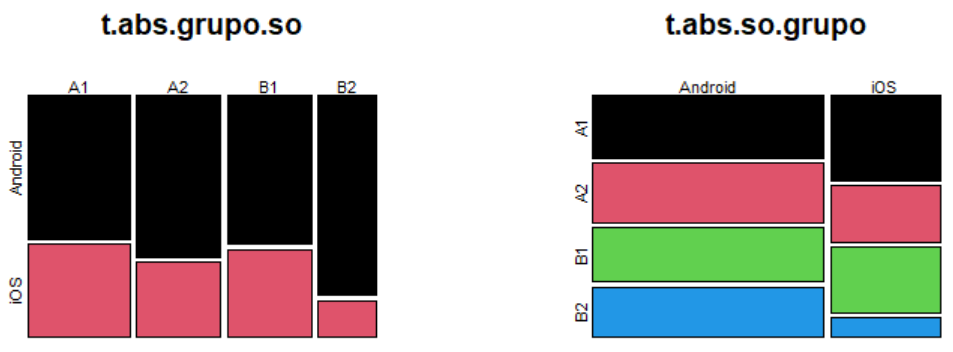 t.abs.grupo.so
A1 A2 B1 B2
Android
iOS
t.abs.so.grupo
Android iOS
A1
A2
B1
B2